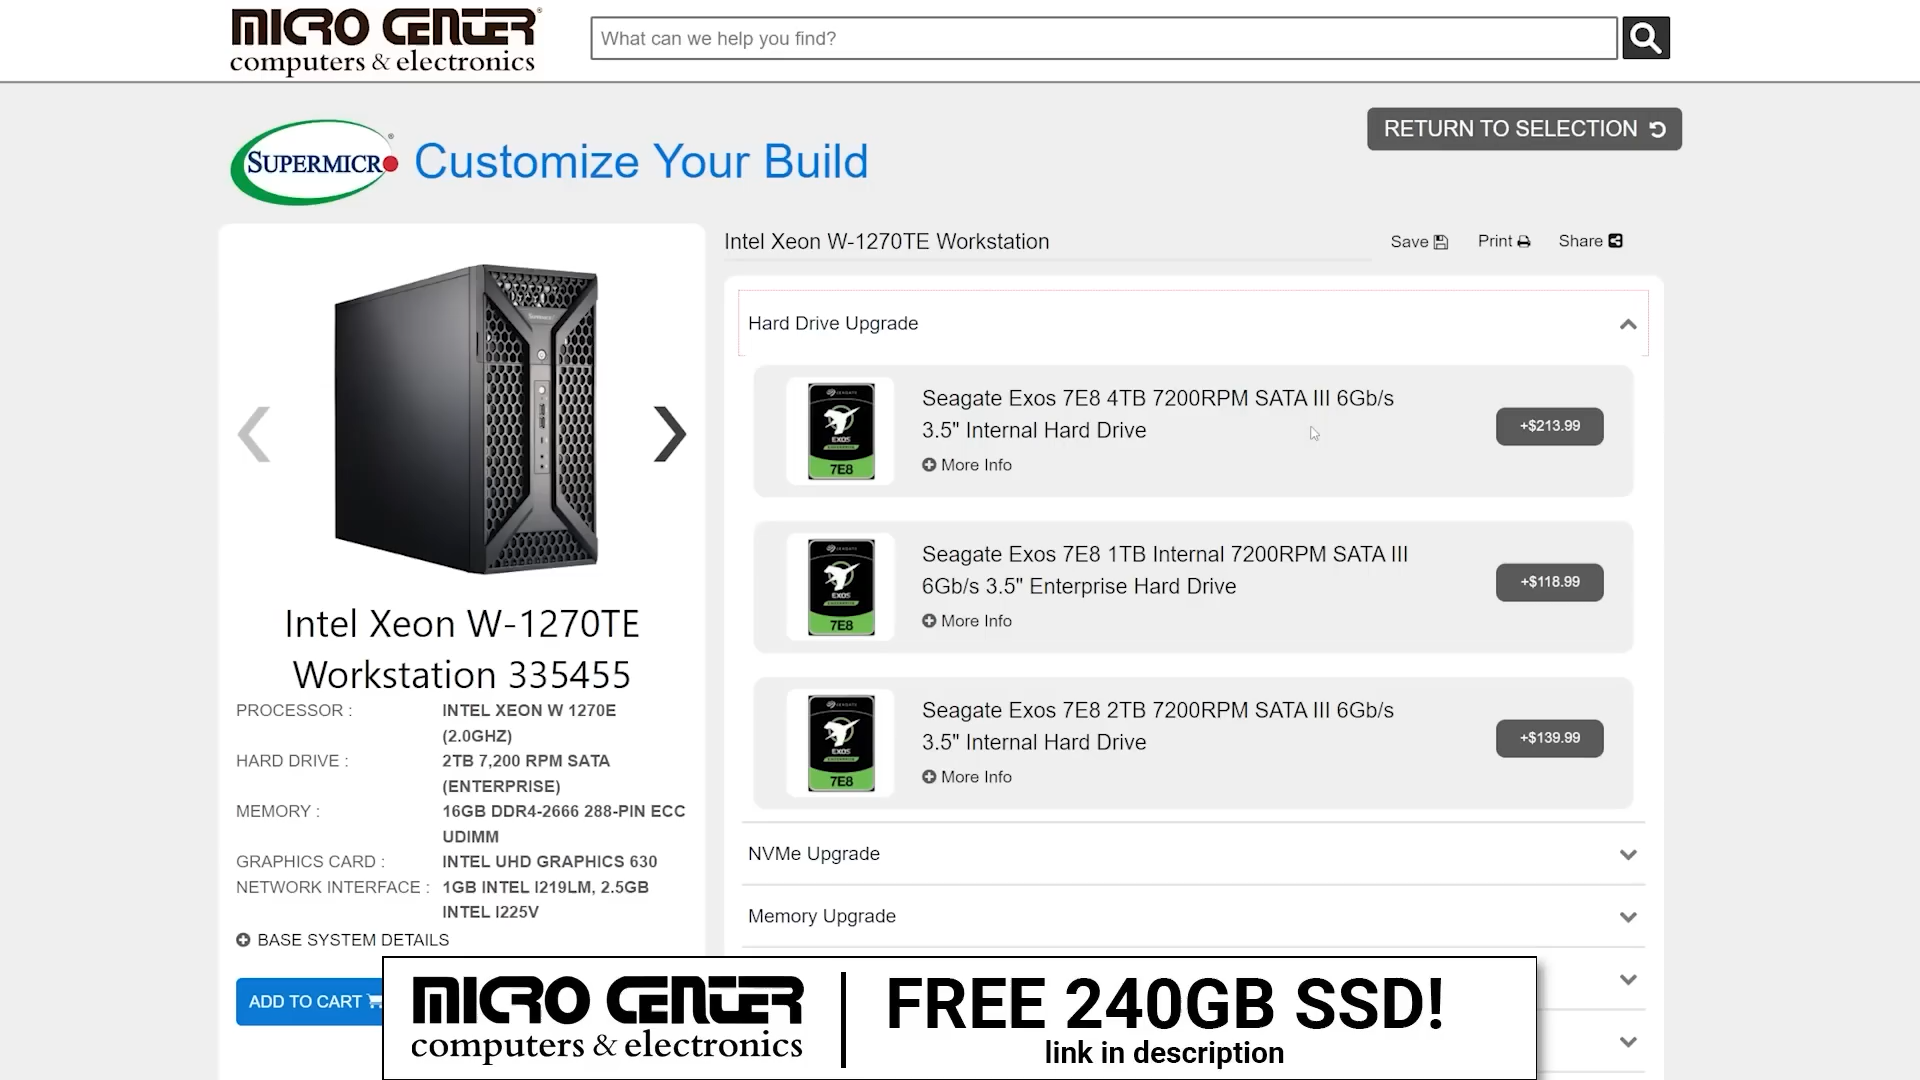 MICRO CENTER
computers & electronics
What can we help you find?
RETURN TO SELECTION
SUPERMICRO
Customize Your Build
Intel Xeon W-1270TE Workstation
Save
Print
Share
Hard Drive Upgrade
Seagate Exos 7E8 4TB 7200RPM SATA III 6Gb/s
3.5" Internal Hard Drive
More Info
+$213.99
EXOS
7E8
Seagate Exos 7E8 1TB Internal 7200RPM SATA III
6Gb/s 3.5" Enterprise Hard Drive
More Info
+$118.99
EXOS
7E8
Seagate Exos 7E8 2TB 7200RPM SATA III 6Gb/s
3.5" Internal Hard Drive
More Info
+$139.99
EXOS
7E8
NVMe Upgrade
Memory Upgrade
Intel Xeon W-1270TE
Workstation 335455
PROCESSOR : INTEL XEON W 1270E
(2.0GHZ)
HARD DRIVE : 2TB 7,200 RPM SATA
(ENTERPRISE)
MEMORY : 16GB DDR4-2666 288-PIN ECC
UDIMM
GRAPHICS CARD : INTEL UHD GRAPHICS 630
NETWORK INTERFACE : 1GB INTEL I219LM, 2.5GB
INTEL I225V
BASE SYSTEM DETAILS
ADD TO CART
MICRO CENTER
computers & electronics
FREE 240GB SSD!
link in description